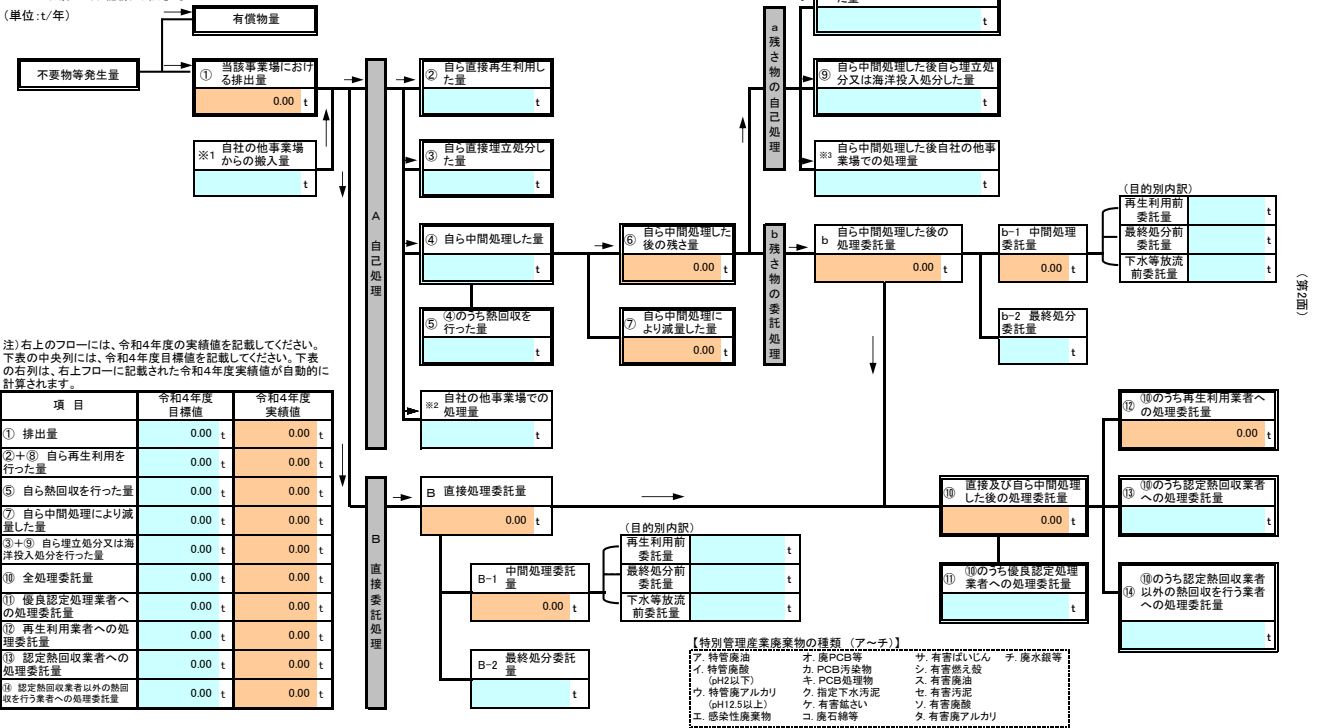 (単位:t/年)
有償物量
不要物等発生量
① 当該事業場におけ
る排出量
0.00 t
※1 自社の他事業場
からの搬入量
t
A 自己処理
② 自ら直接再生利用し
た量
t
③ 自ら直接埋立処分し
た量
t
④ 自ら中間処理した量
t
⑤ ④のうち熱回収を
行った量
t
※2 自社の他事業場での
処理量
t
⑥ 自ら中間処理した
後の残さ量
0.00 t
⑦ 自ら中間処理に
より減量した量
0.00 t
a 残さ物の自己処理
た量
t
⑨ 自ら中間処理した後自ら埋立処
分又は海洋投入処分した量
t
※3 自ら中間処理した後自社の他事
業場での処理量
t
b 残さ物の委託処理
b 自ら中間処理した後の
処理委託量
0.00 t
b-1 中間処理
委託量
0.00 t
(目的別内訳)
再生利用前
委託量
t
最終処分前
委託量
t
下水等放流
前委託量
t
b-2 最終処分
委託量
t
(第2面)
注)右上のフローには、令和4年度の実績値を記載してください。
下表の中央列には、令和4年度目標値を記載してください。下表
の右列は、右上フローに記載された令和4年度実績値が自動的に
計算されます。
項 目 令和4年度 目標値 令和4年度 実績値
① 排出量 0.00 t 0.00 t
②+⑧ 自ら再生利用を
行った量 0.00 t 0.00 t
⑤ 自ら熱回収を行った量 0.00 t 0.00 t
⑦ 自ら中間処理により減
量した量 0.00 t 0.00 t
③+⑨ 自ら埋立処分又は海
洋投入処分を行った量 0.00 t 0.00 t
⑩ 全処理委託量 0.00 t 0.00 t
⑪ 優良認定処理業者へ
の処理委託量 0.00 t 0.00 t
⑫ 再生利用業者への処
理委託量 0.00 t 0.00 t
⑬ 認定熱回収業者への
処理委託量 0.00 t 0.00 t
⑭ 認定熱回収業者以外の熱回
収を行う業者への処理委託量 0.00 t 0.00 t
B 直接委託処理
B 直接処理委託量
0.00 t
B-1 中間処理委託
量
0.00 t
(目的別内訳)
再生利用前
委託量
t
最終処分前
委託量
t
下水等放流
前委託量
t
B-2 最終処分委託
量
t
⑩ 直接及び自ら中間処理
した後の処理委託量
0.00 t
⑪ ⑩のうち優良認定処理
業者への処理委託量
t
⑫ ⑩のうち再生利用業者へ
の処理委託量
0.00 t
⑬ ⑩のうち認定熱回収業者
への処理委託量
t
⑭ ⑩のうち認定熱回収業者
以外の熱回収を行う業者
への処理委託量
t
【特別管理産業廃棄物の種類 (ア~チ)】
ア. 特管廃油 オ. 廃PCB等 サ. 有害ばいじん チ. 廃水銀等
イ. 特管廃酸 カ. PCB汚染物 シ. 有害燃え殻
(pH2以下) キ. PCB処理物 ス. 有害廃油
ウ. 特管廃アルカリ ク. 指定下水汚泥 セ. 有害汚泥
(pH12.5以上) ケ. 有害鉱さい ソ. 有害廃酸
エ. 感染性廃棄物 コ. 廃石綿等 タ. 有害廃アルカリ